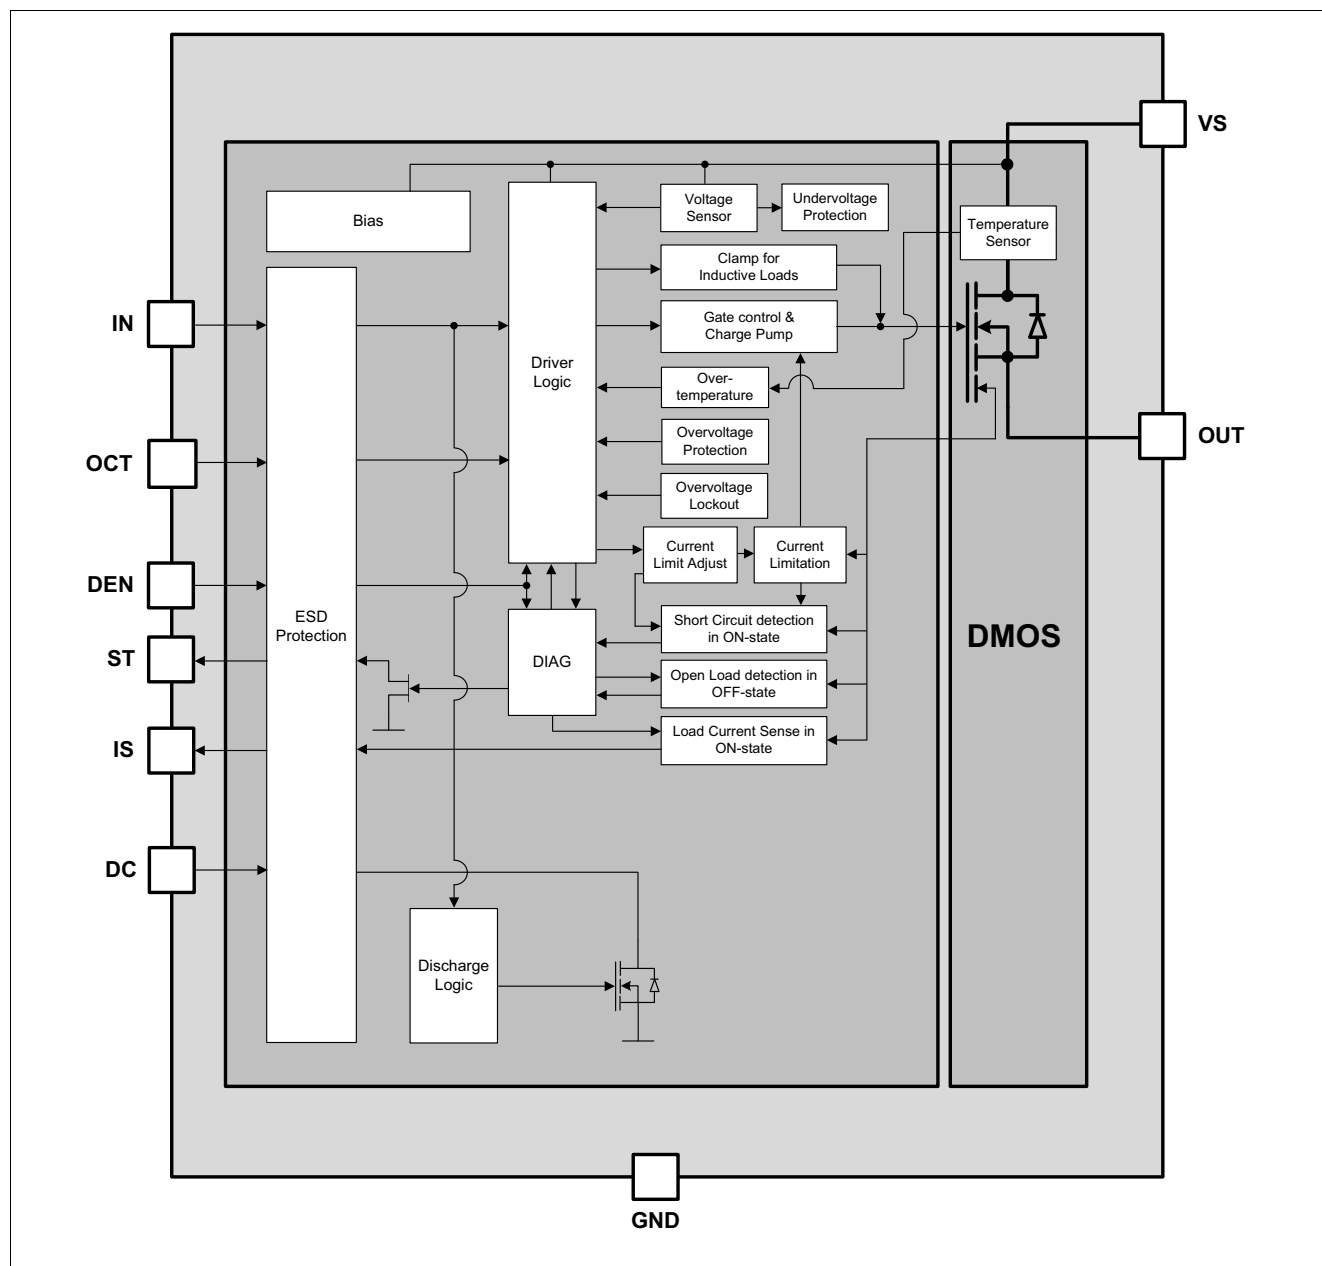 VS
Bias
Voltage
Sensor
Undervoltage
Protection
Temperature
Sensor
Clamp for
Inductive Loads
IN
Gate control &
Charge Pump
Driver
Logic
Over-
temperature
OUT
Overvoltage
Protection
OCT
Overvoltage
Lockout
Current
Limit Adjust
Current
Limitation
DEN
ESD
Protection
Short Circuit detection
in ON-state
DMOS
ST
DIAG
Open Load detection in
OFF-state
IS
Load Current Sense in
ON-state
DC
Discharge
Logic
GND